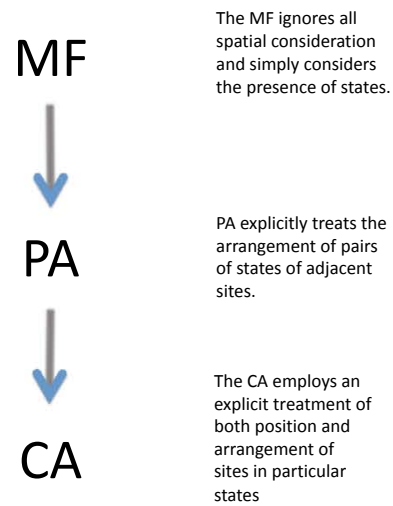 MF
The MF ignores all
spatial consideration
and simply considers
the presence of states.
PA
PA explicitly treats the
arrangement of pairs
of states of adjacent
sites.
CA
The CA employs an
explicit treatment of
both position and
arrangement of
sites in particular
states